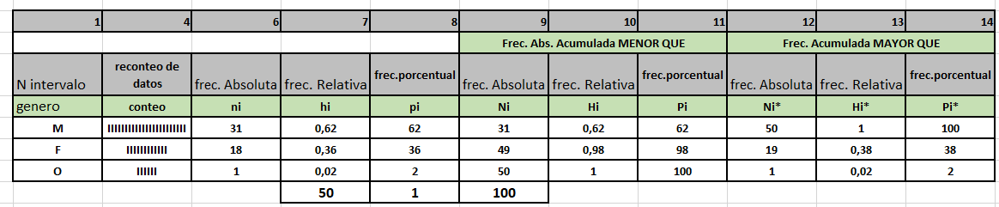 1 4 6 7 8 9 10 11 12 13 14
Frec. Abs. Acumulada MENOR QUE Frec. Acumulada MAYOR QUE
N intervalo reconteo de datos frec. Absoluta frec. Relativa frec.porcentual frec. Absoluta frec. Relativa frec.porcentual frec. Absoluta frec. Relativa frec.porcentual
genero conteo ni hi pi Ni Hi Pi Ni* Hi* Pi*
M 31 0,62 62 31 0,62 62 50 1 100
F IIIIIIIIIIII 18 0,36 36 49 0,98 98 19 0,38 38
O IIIIII 1 0,02 2 50 1 100 1 0,02 2
50 1 100